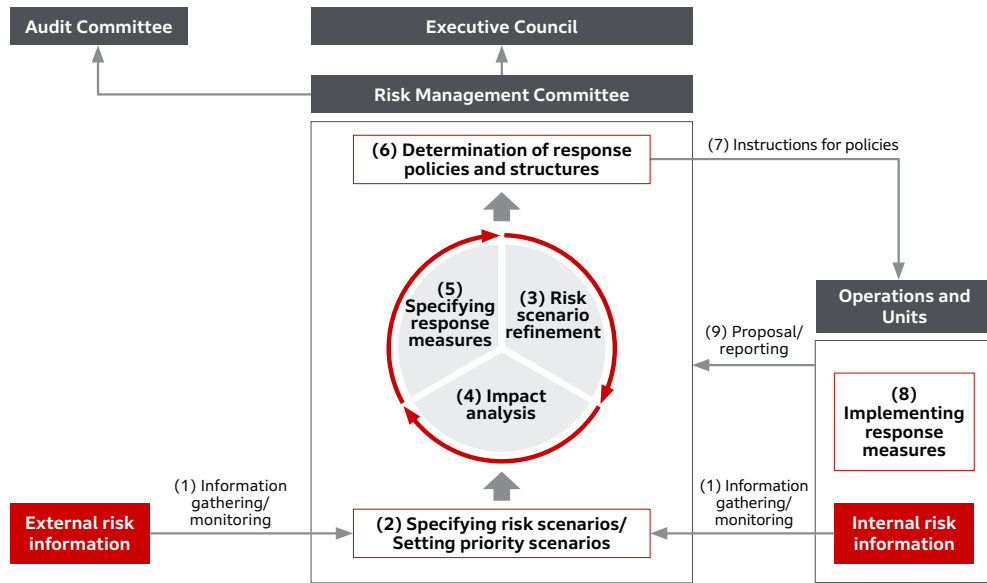 Audit Committee
Executive Council
Risk Management Committee
(6) Determination of response
policies and structures
(7) Instructions for policies
(5)
Specifying
response
measures
(3) Risk
scenario
refinement
(4) Impact
analysis
Operations and
Units
(9) Proposal/
reporting
(8)
Implementing
response
measures
(1) Information
gathering/
monitoring
(1) Information
gathering/
monitoring
External risk
information
(2) Specifying risk scenarios/
Setting priority scenarios
Internal risk
information